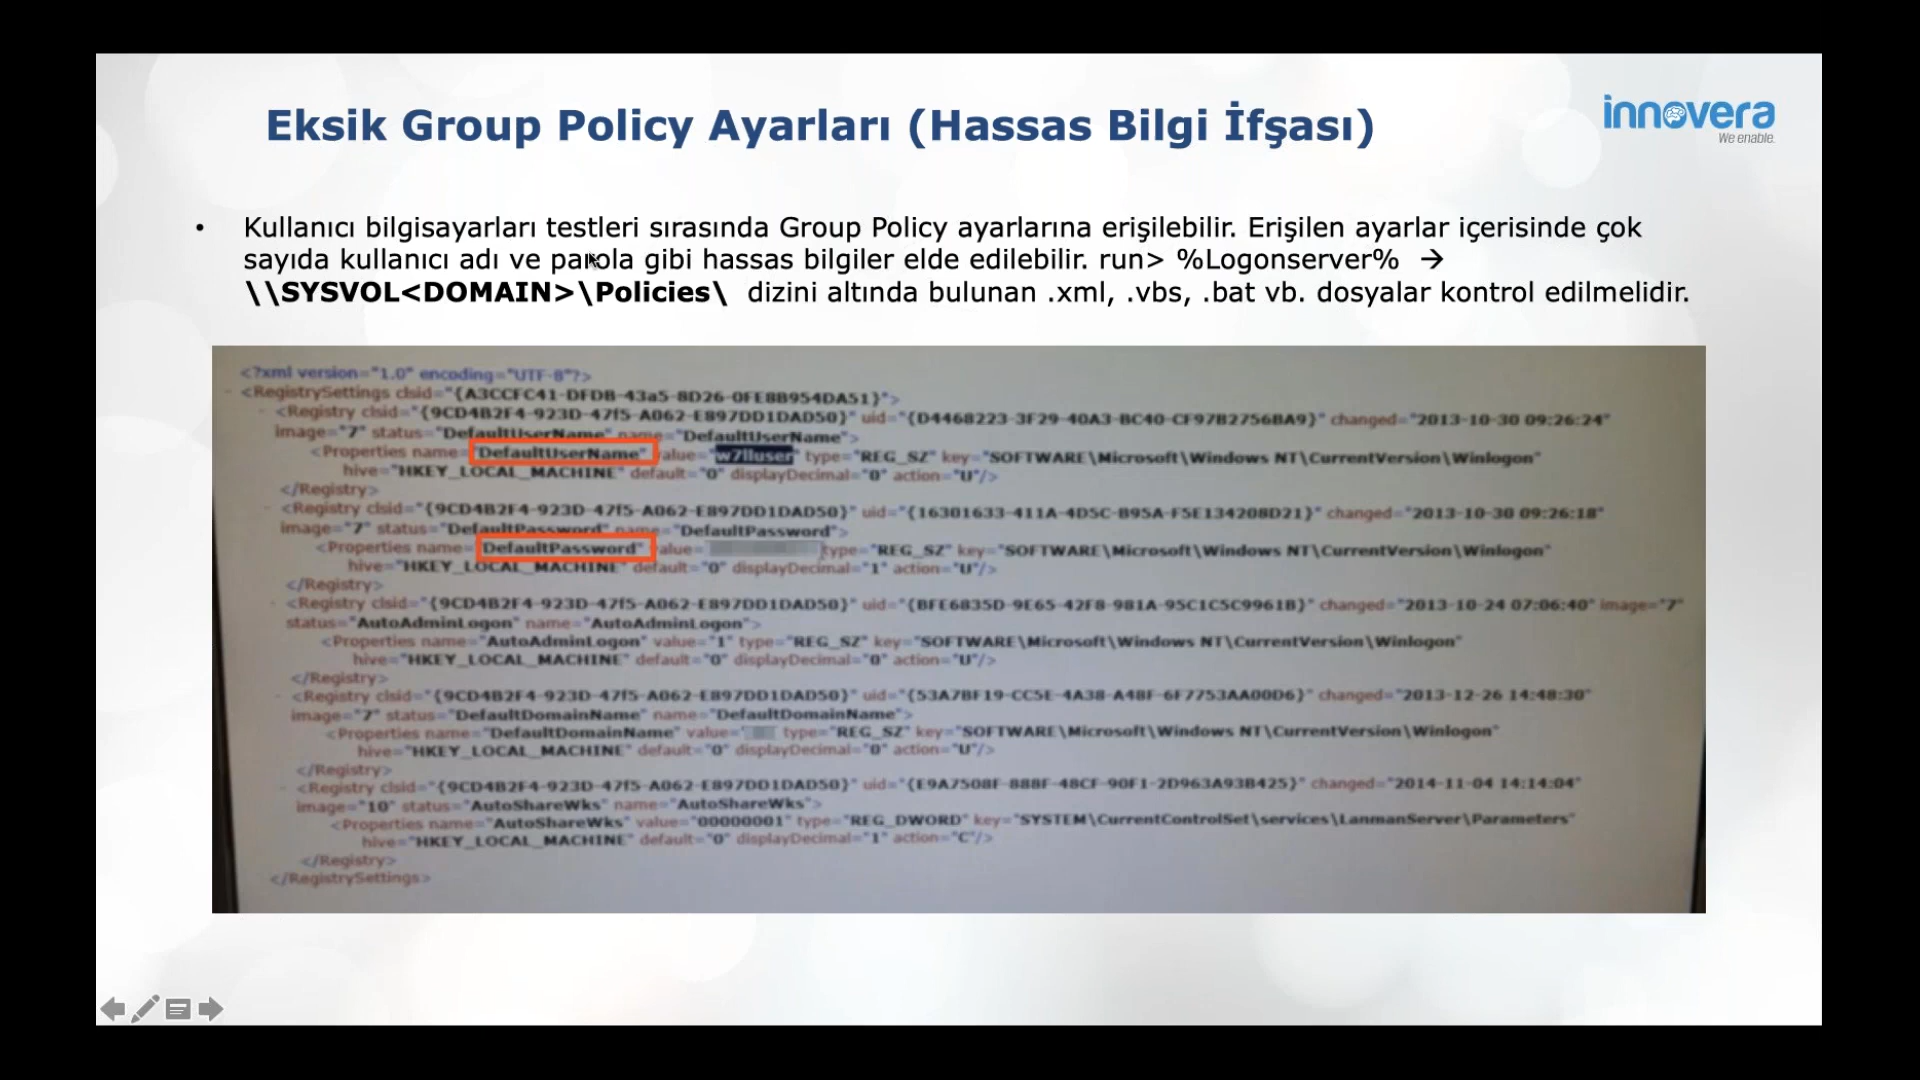 Eksik Group Policy Ayarları (Hassas Bilgi İfşası)
innovera
We enable.
• Kullanıcı bilgisayarları testleri sırasında Group Policy ayarlarına erişilebilir. Erişilen ayarlar içerisinde çok
sayıda kullanıcı adı ve parola gibi hassas bilgiler elde edilebilir. run> %Logonserver% →
\\SYSVOL<DOMAIN>\Policies\ dizini altında bulunan .xml, .vbs, .bat vb. dosyalar kontrol edilmelidir.
<?xml version="1.0" encoding="UTF-8"?>
- <RegistrySettings clsid="{A3CCFC41-DFDB-43a5-8D26-0FE8B954DA51}">
- <Registry clsid="{9CD4B2F4-923D-47f5-A062-E897DD1DAD50}" uid="{D4468223-3F29-40A3-BC40-CF97B2756BA9}" changed="2013-10-30 09:26:24"
image="7" status="DefaultUserName" name="DefaultUserName">
<Properties name="DefaultUserName" value="w7lluser" type="REG_SZ" key="SOFTWARE\Microsoft\Windows NT\CurrentVersion\Winlogon"
hive="HKEY_LOCAL_MACHINE" default="0" displayDecimal="0" action="U"/>
</Registry>
- <Registry clsid="{9CD4B2F4-923D-47f5-A062-E897DD1DAD50}" uid="{16301633-411A-4D5C-B95A-F5E134208D21}" changed="2013-10-30 09:26:18"
image="7" status="DefaultPassword" name="DefaultPassword">
<Properties name="DefaultPassword" value=" type="REG_SZ" key="SOFTWARE\Microsoft\Windows NT\CurrentVersion\Winlogon"
hive="HKEY_LOCAL_MACHINE" default="0" displayDecimal="1" action="U"/>
</Registry>
- <Registry clsid="{9CD4B2F4-923D-47f5-A062-E897DD1DAD50}" uid="{BFE6835D-9E65-42F8-981A-95C1C5C9961B}" changed="2013-10-24 07:06:40" image="7"
status="AutoAdminLogon" name="AutoAdminLogon">
<Properties name="AutoAdminLogon" value="1" type="REG_SZ" key="SOFTWARE\Microsoft\Windows NT\CurrentVersion\Winlogon"
hive="HKEY_LOCAL_MACHINE" default="0" displayDecimal="0" action="U"/>
</Registry>
- <Registry clsid="{9CD4B2F4-923D-47f5-A062-E897DD1DAD50}" uid="{53A7BF19-CC5E-4A38-A48F-6F7753AA00D6}" changed="2013-12-26 14:48:30"
image="7" status="DefaultDomainName" name="DefaultDomainName">
<Properties name="DefaultDomainName" value=" type="REG_SZ" key="SOFTWARE\Microsoft\Windows NT\CurrentVersion\Winlogon"
hive="HKEY_LOCAL_MACHINE" default="0" displayDecimal="0" action="U"/>
</Registry>
- <Registry clsid="{9CD4B2F4-923D-47f5-A062-E897DD1DAD50}" uid="{E9A7508F-888F-48CF-90F1-2D963A93B425}" changed="2014-11-04 14:14:04"
image="10" status="AutoShareWks" name="AutoShareWks">
<Properties name="AutoShareWks" value="00000001" type="REG_DWORD" key="SYSTEM\CurrentControlSet\services\LanmanServer\Parameters"
hive="HKEY_LOCAL_MACHINE" default="0" displayDecimal="1" action="C"/>
</Registry>
</RegistrySettings>